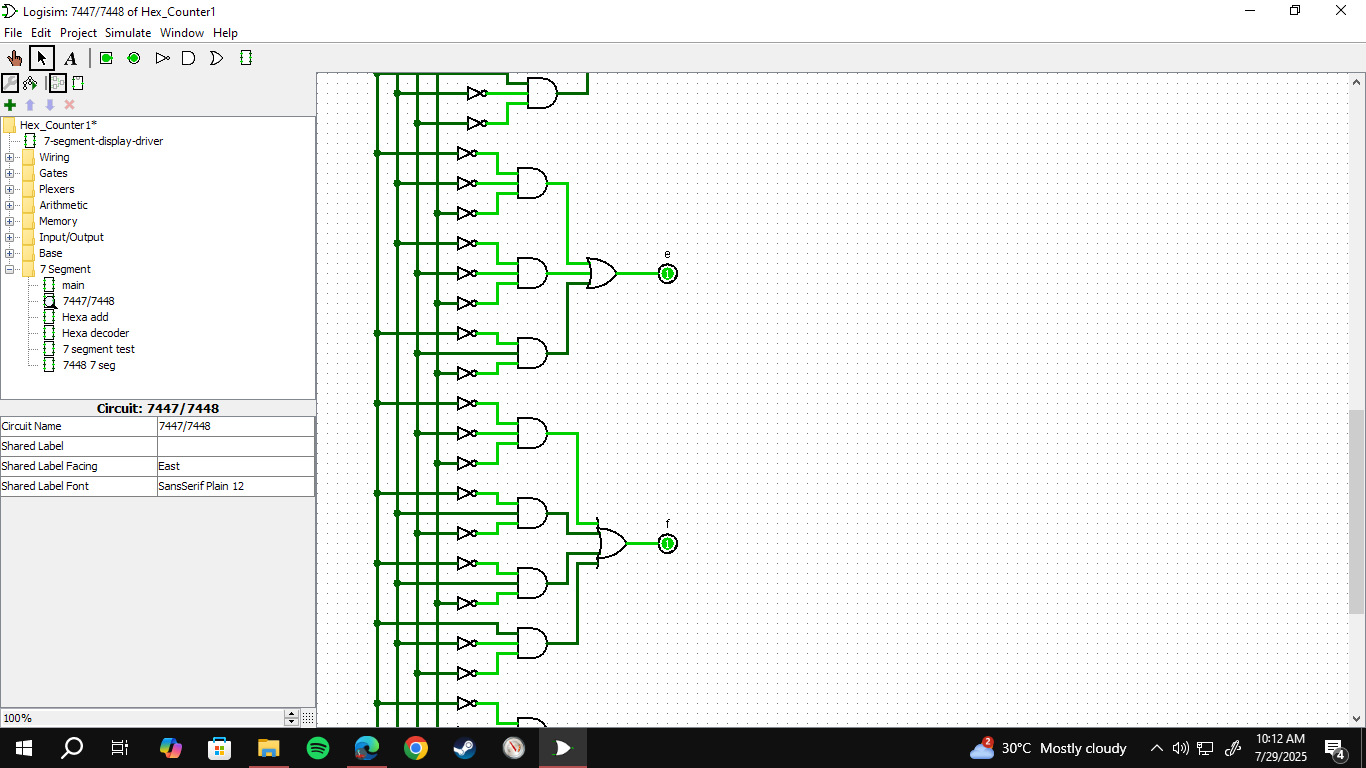 Logisim: 7447/7448 of Hex_Counter1
File Edit Project Simulate Window Help
A
Hex_Counter1*
7-segment-display-driver
Wiring
Gates
Plexers
Arithmetic
Memory
Input/Output
Base
7 Segment
main
7447/7448
Hexa add
Hexa decoder
7 segment test
7448 7 seg
Circuit: 7447/7448
Circuit Name 7447/7448
Shared Label
Shared Label Facing East
Shared Label Font SansSerif Plain 12
100%
e
1
f
1
2
30°C Mostly cloudy
10:12 AM
7/29/2025
4